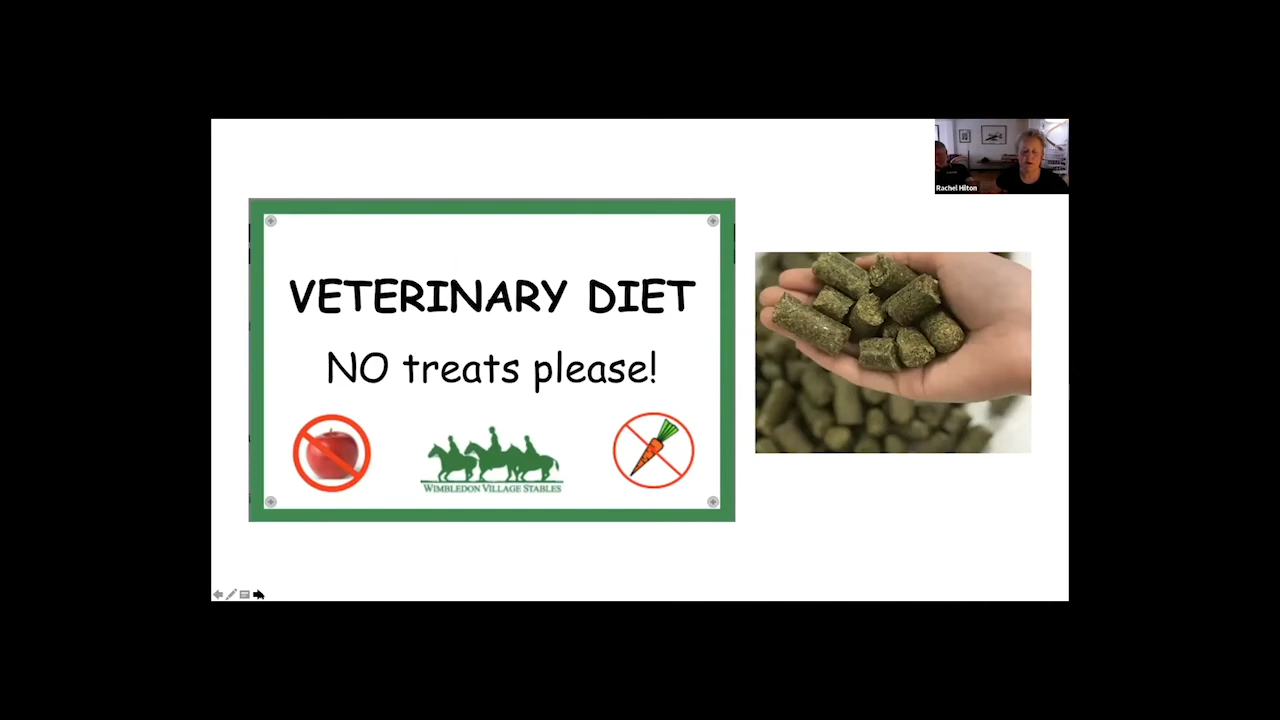 Rachel Hilton
VETERINARY DIET
NO treats please!
WIMBLEDON VILLAGE STABLES